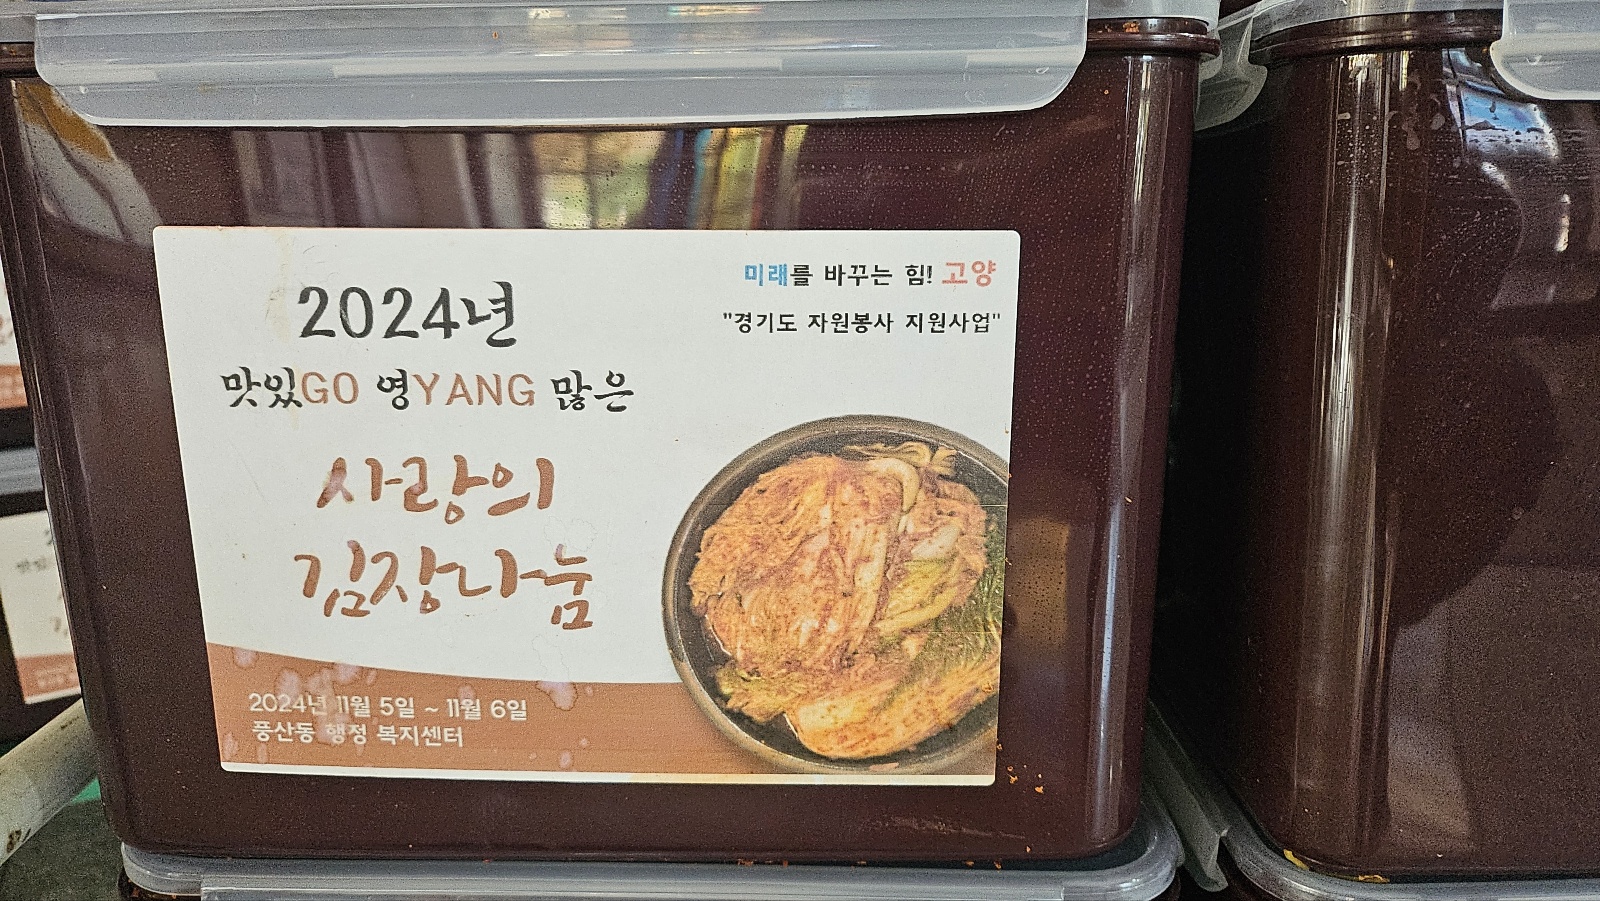 2024년
맛있GO 영YANG 많은
사랑의
김장나눔
미래를 바꾸는 힘! 고양
"경기도 자원봉사 지원사업"
2024년 11월 5일 ~ 11월 6일
풍산동 행정 복지센터